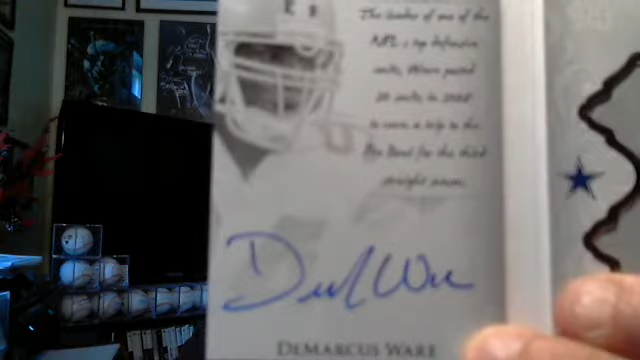 The leader of one of the
NFL's top defensive
units, Ware posted
20 sacks in 2008
to earn a trip to the
Pro Bowl for the third
straight season.
DEMARCUS WARE